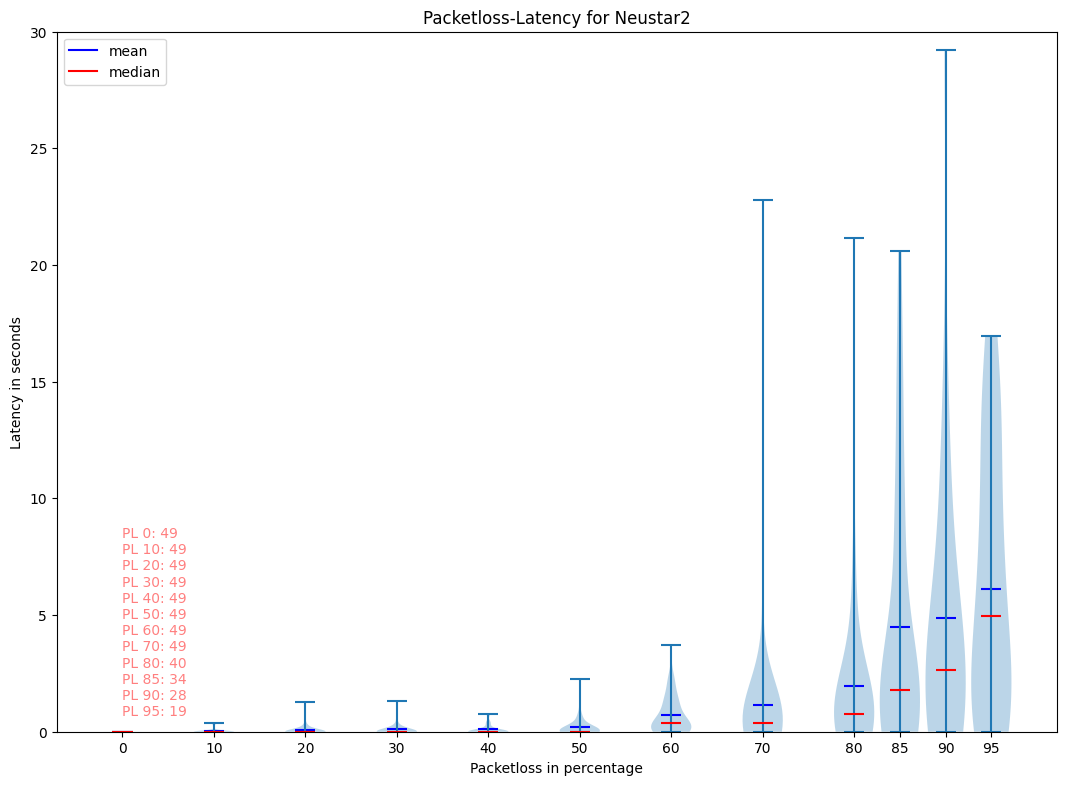 Packetloss-Latency for Neustar2
mean
median
30
25
20
15
10
5
0
Latency in seconds
PL 0: 49
PL 10: 49
PL 20: 49
PL 30: 49
PL 40: 49
PL 50: 49
PL 60: 49
PL 70: 49
PL 80: 40
PL 85: 34
PL 90: 28
PL 95: 19
0 10 20 30 40 50 60 70 80 85 90 95
Packetloss in percentage